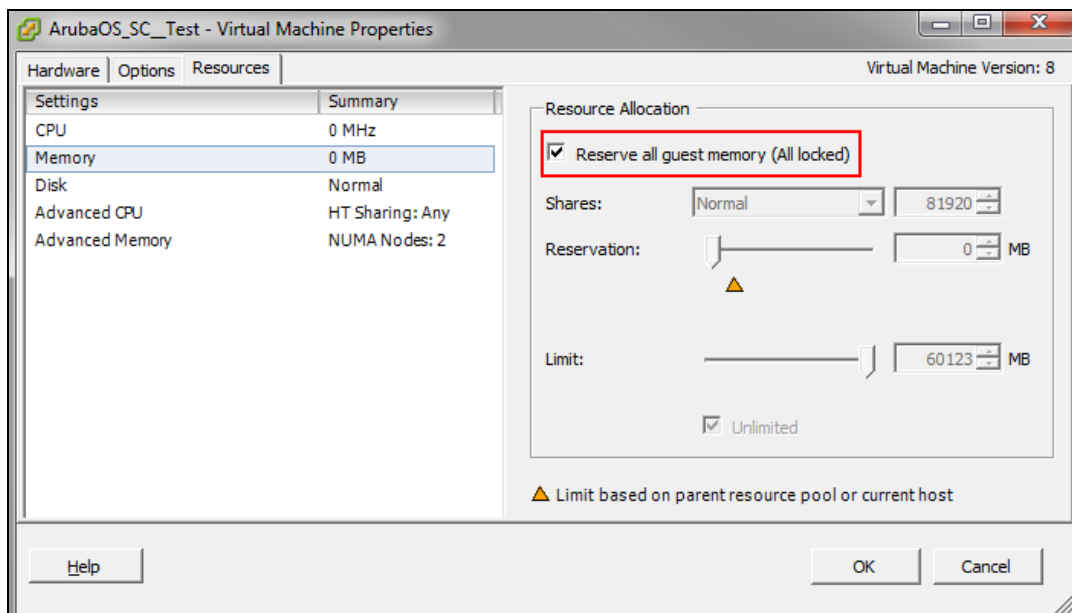 ArubaOS_SC__Test - Virtual Machine Properties
Hardware Options Resources Virtual Machine Version: 8
Settings Summary
CPU 0 MHz
Memory 0 MB
Disk Normal
Advanced CPU HT Sharing: Any
Advanced Memory NUMA Nodes: 2
Resource Allocation
Reserve all guest memory (All locked)
Shares: Normal 81920
Reservation: 0 MB
Limit: 60123 MB
Unlimited
Limit based on parent resource pool or current host
Help OK Cancel